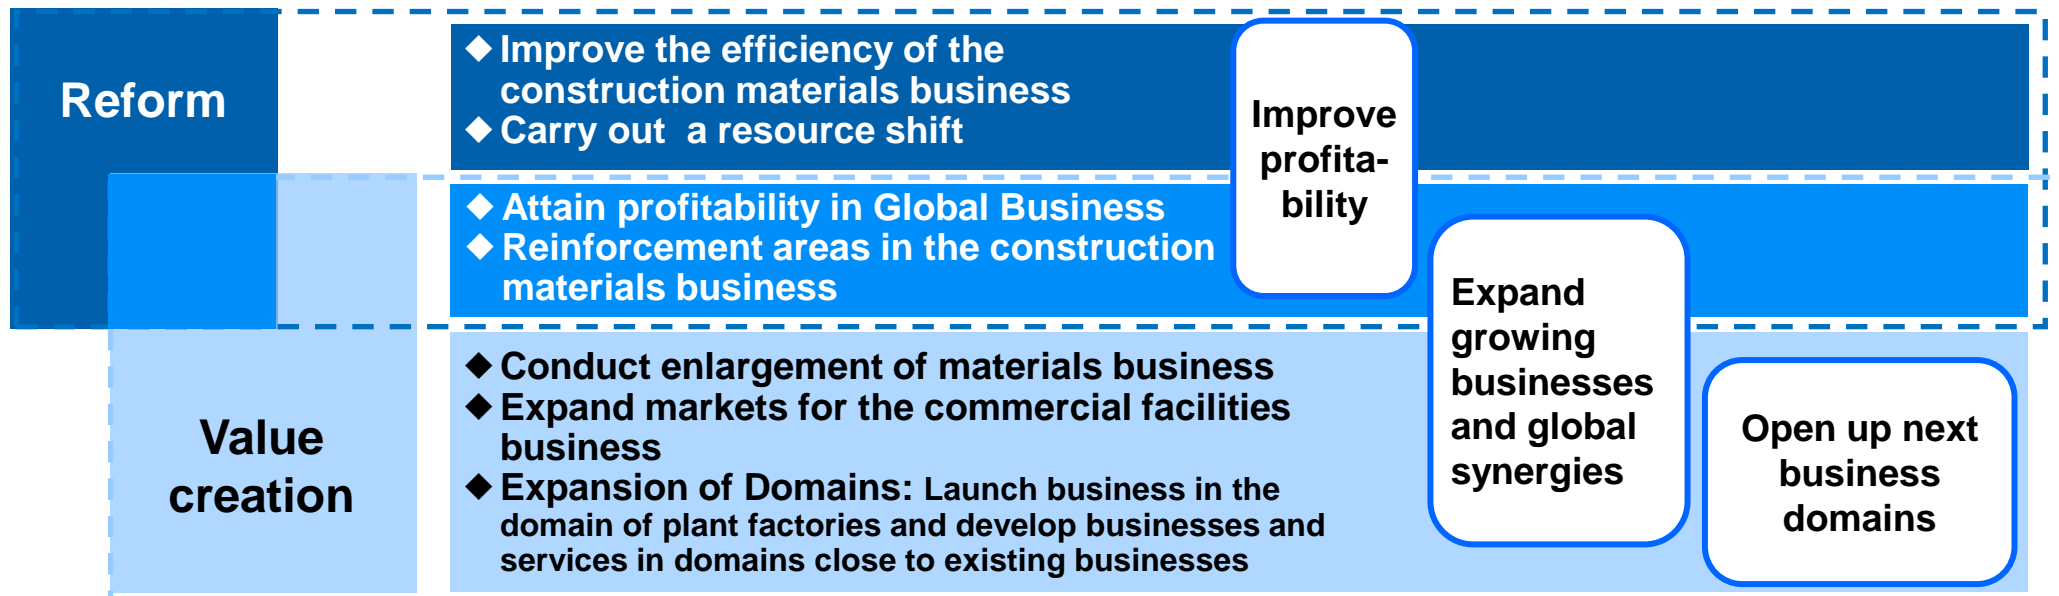 Reform
◆ Improve the efficiency of the
construction materials business
◆ Carry out  a resource shift
◆ Attain profitability in Global Business
◆ Reinforcement areas in the construction
materials business
Improve
profita-
bility
Value
creation
◆ Conduct enlargement of materials business
◆ Expand markets for the commercial facilities
business
◆ Expansion of Domains: Launch business in the
domain of plant factories and develop businesses and
services in domains close to existing businesses
Expand
growing
businesses
and global
synergies
Open up next
business
domains